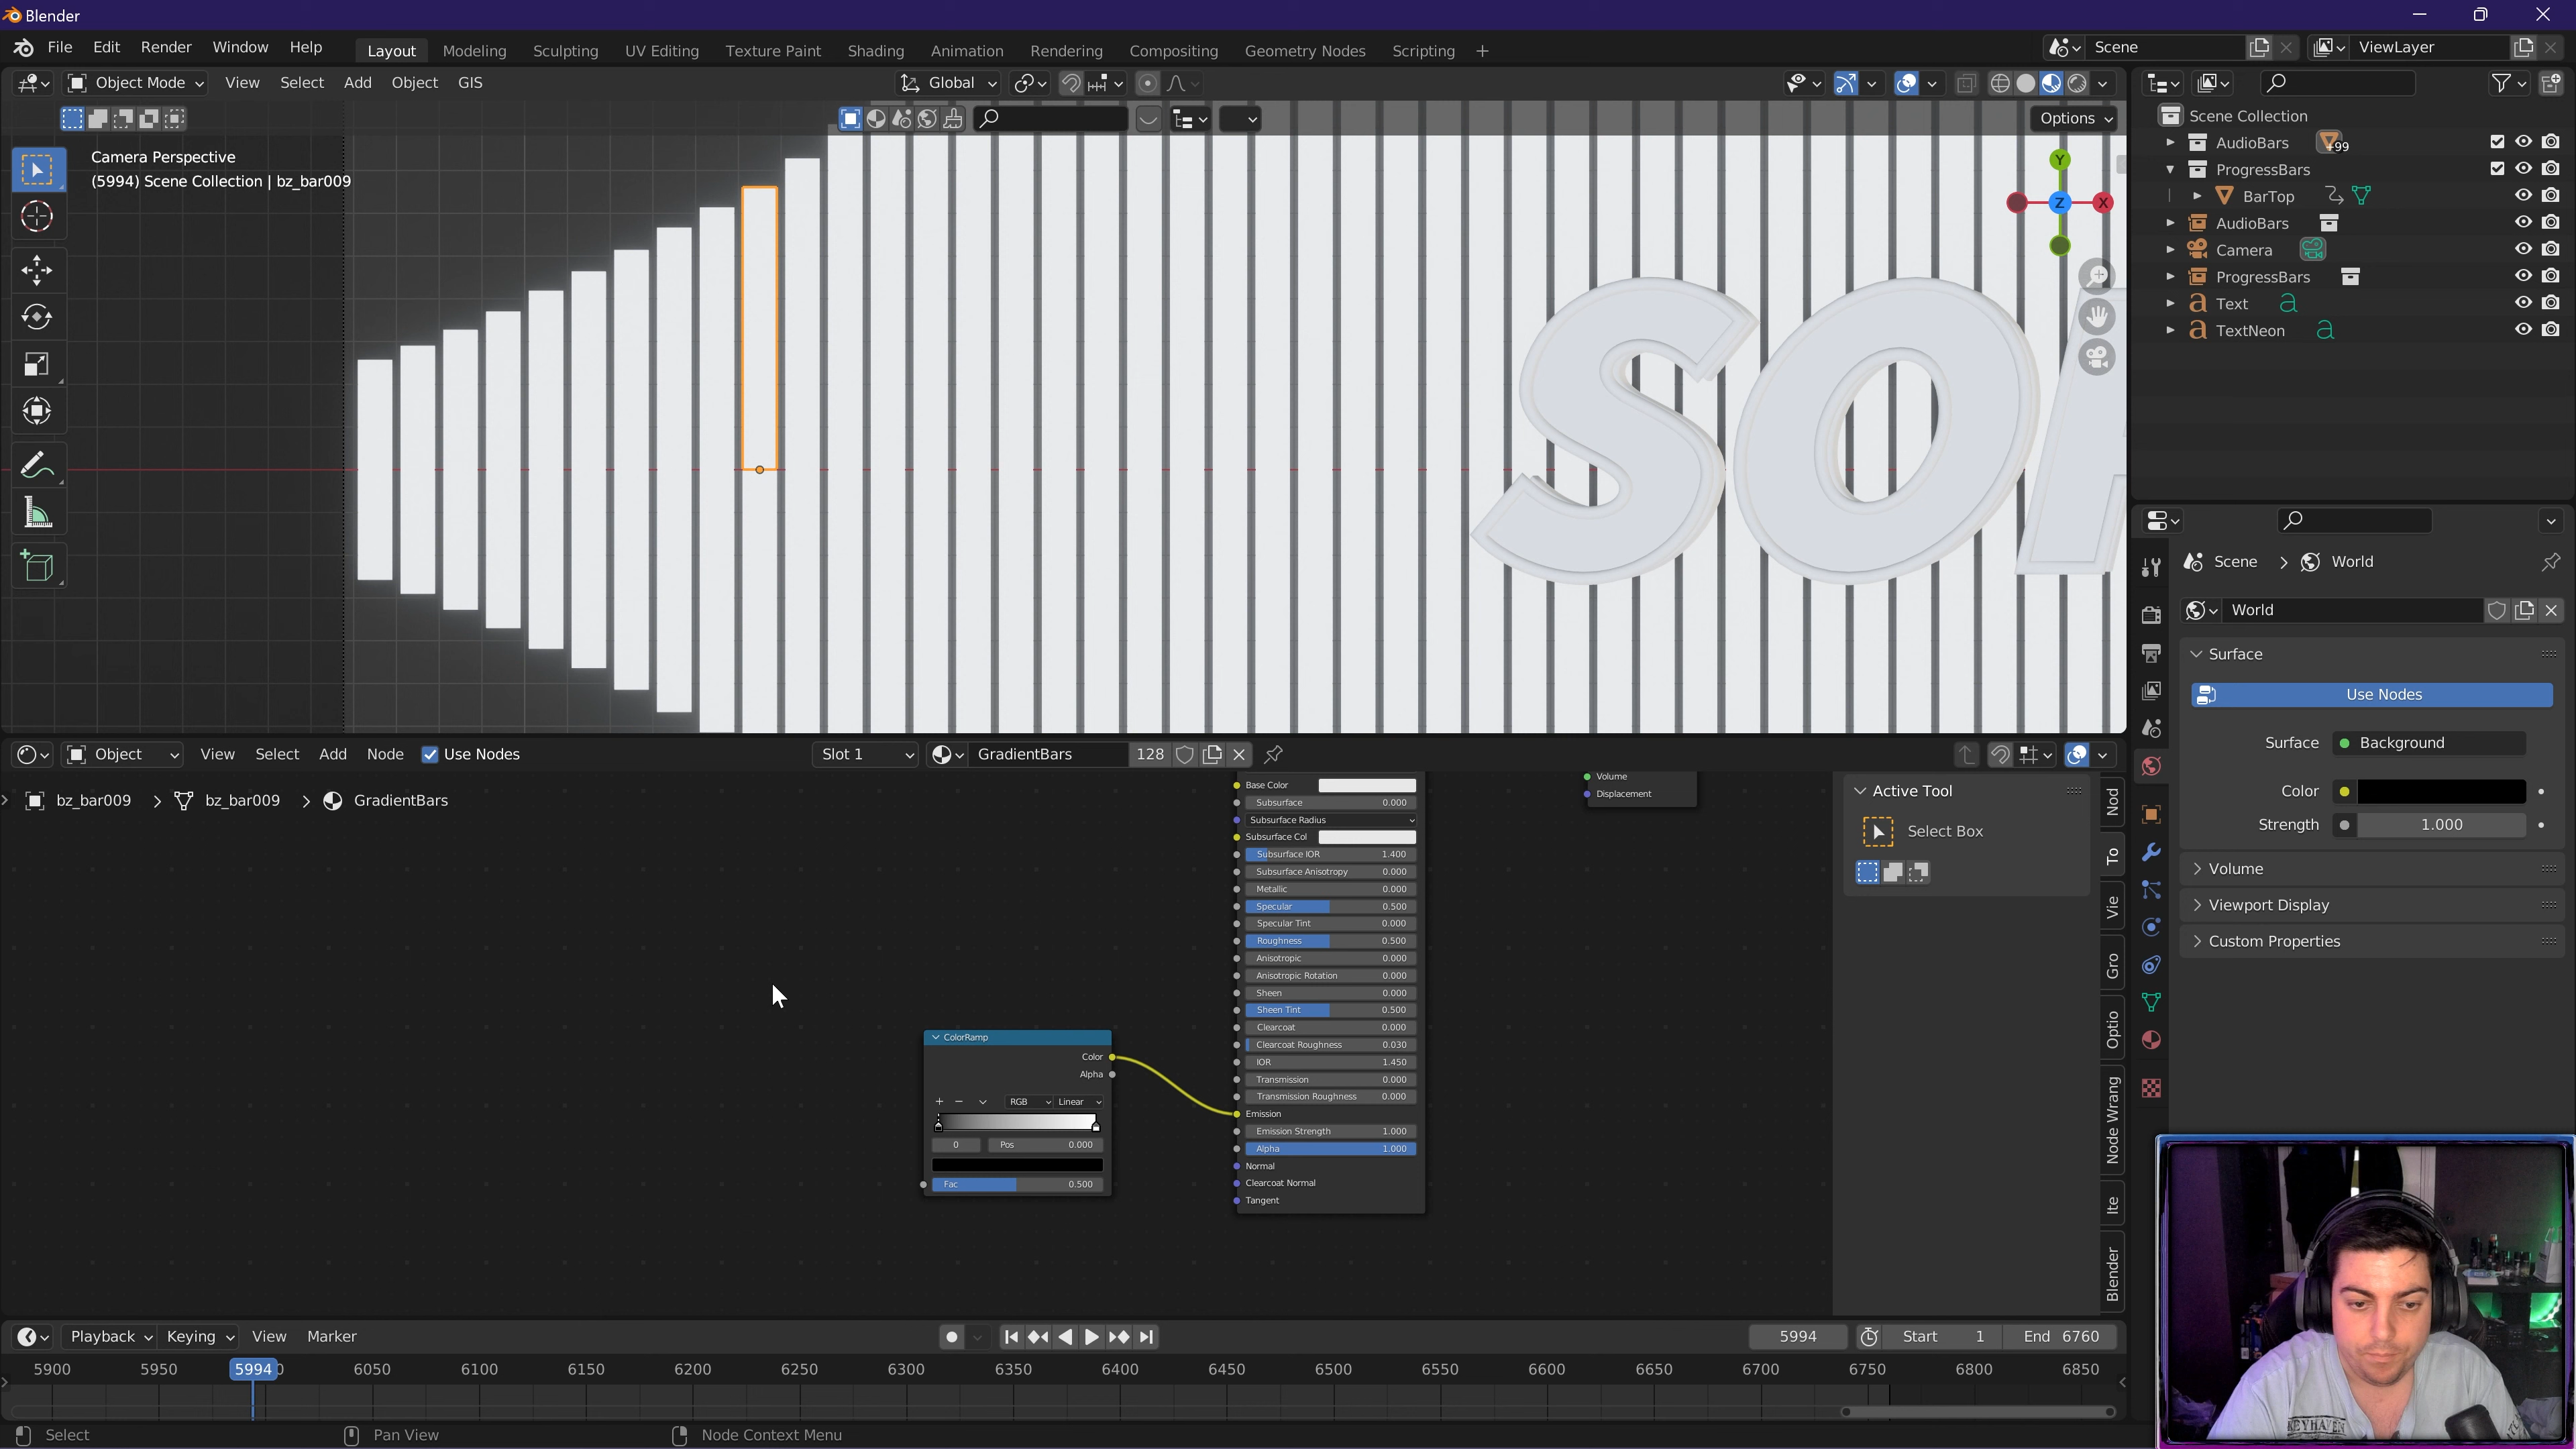 Blender
File Edit Render Window Help
Layout Modeling Sculpting UV Editing Texture Paint Shading Animation Rendering Compositing Geometry Nodes Scripting +
Scene
ViewLayer
Object Mode View Select Add Object GIS
Global
Options
Camera Perspective
(5994) Scene Collection | bz_bar009
Y
Z
X
SO
Scene Collection
AudioBars
+99
ProgressBars
BarTop
AudioBars
Camera
ProgressBars
Text
TextNeon
Scene > World
World
Surface
Use Nodes
Surface Background
Color
Strength 1.000
Volume
Viewport Display
Custom Properties
Object View Select Add Node Use Nodes
Slot 1
GradientBars 128
bz_bar009 > bz_bar009 > GradientBars
Base Color
Subsurface 0.000
Subsurface Radius
Subsurface Col
Subsurface IOR 1.400
Subsurface Anisotropy 0.000
Metallic 0.000
Specular 0.500
Specular Tint 0.000
Roughness 0.500
Anisotropic 0.000
Anisotropic Rotation 0.000
Sheen 0.000
Sheen Tint 0.500
Clearcoat 0.000
Clearcoat Roughness 0.030
IOR 1.450
Transmission 0.000
Transmission Roughness 0.000
Emission
Emission Strength 1.000
Alpha 1.000
Normal
Clearcoat Normal
Tangent
Volume
Displacement
ColorRamp
Color
Alpha
RGB Linear
0 Pos 0.000
Fac 0.500
Active Tool
Select Box
Nod
To
Vie
Gro
Optio
Node Wrang
Ite
Blender
Playback Keying View Marker
5994
Start 1
End 6760
5900 5950 5994 6050 6100 6150 6200 6250 6300 6350 6400 6450 6500 6550 6600 6650 6700 6750 6800 6850
Select
Pan View
Node Context Menu